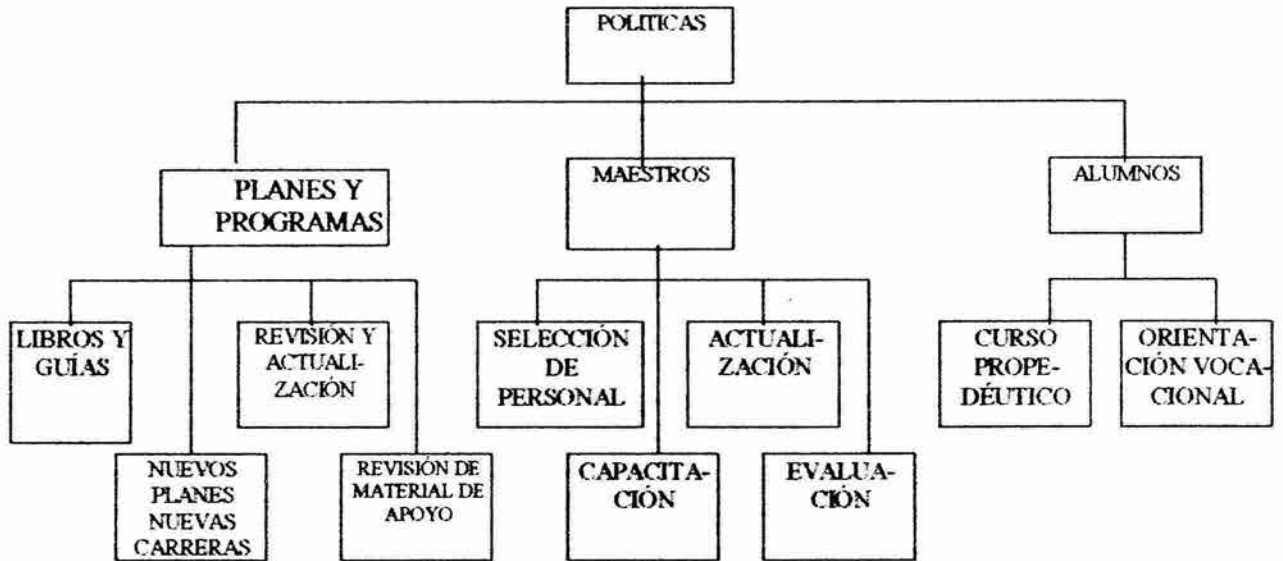 POLITICAS
PLANES Y
PROGRAMAS
MAESTROS
ALUMNOS
LIBROS Y
GUÍAS
REVISIÓN Y
ACTUALI-
ZACIÓN
SELECCIÓN
DE
PERSONAL
ACTUALI-
ZACIÓN
CURSO
PROPE-
DÉUTICO
ORIENTA-
CIÓN VOCA-
CIONAL
NUEVOS
PLANES
NUEVAS
CARRERAS
REVISIÓN DE
MATERIAL DE
APOYO
CAPACITA-
CIÓN
EVALUA-
CIÓN